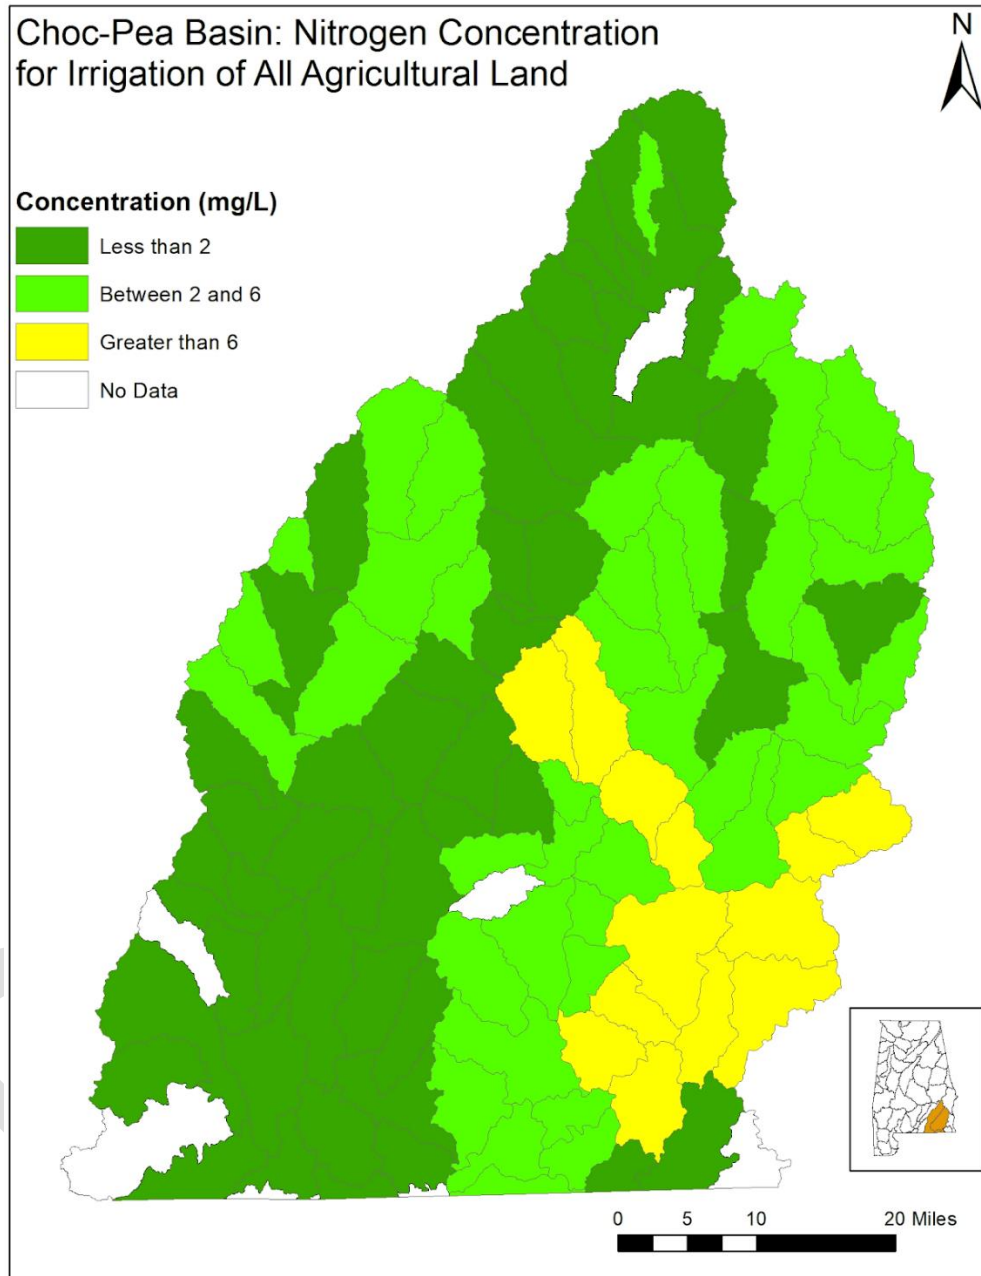 Choc-Pea Basin: Nitrogen Concentration
for Irrigation of All Agricultural Land
N
Concentration (mg/L)
Less than 2
Between 2 and 6
Greater than 6
No Data
0 5 10 20 Miles